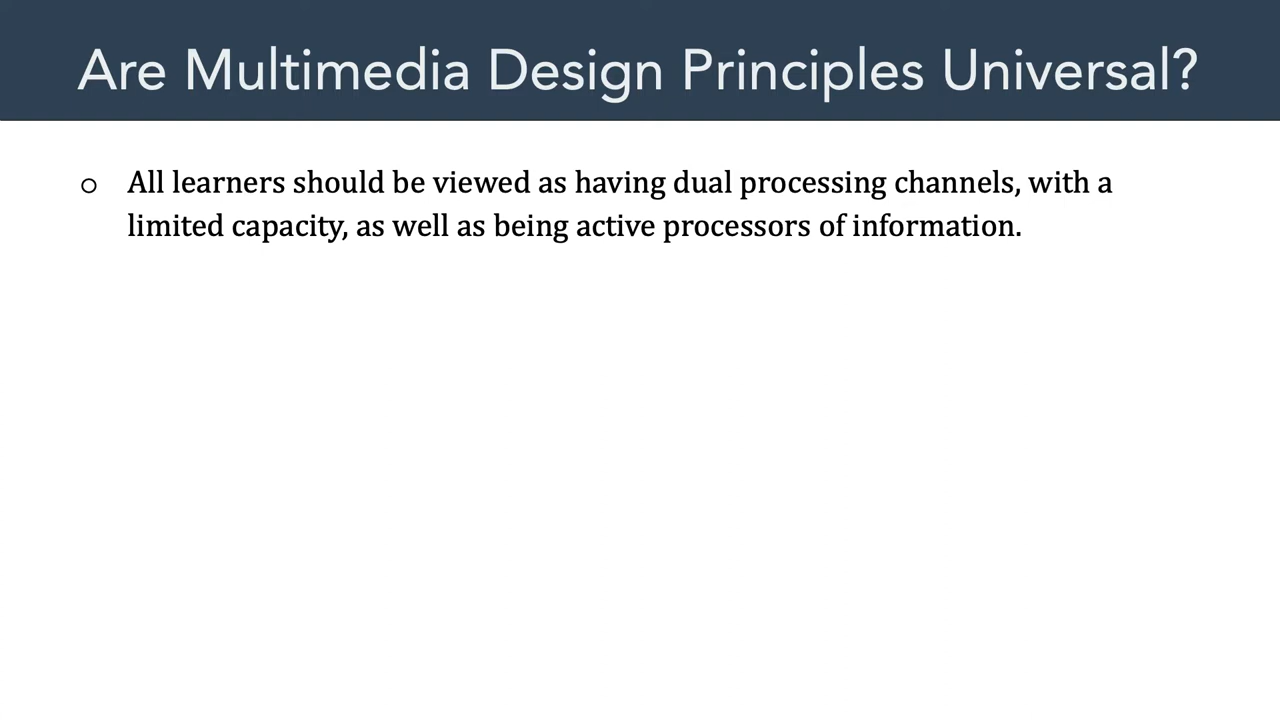 Are Multimedia Design Principles Universal?
○ All learners should be viewed as having dual processing channels, with a
limited capacity, as well as being active processors of information.